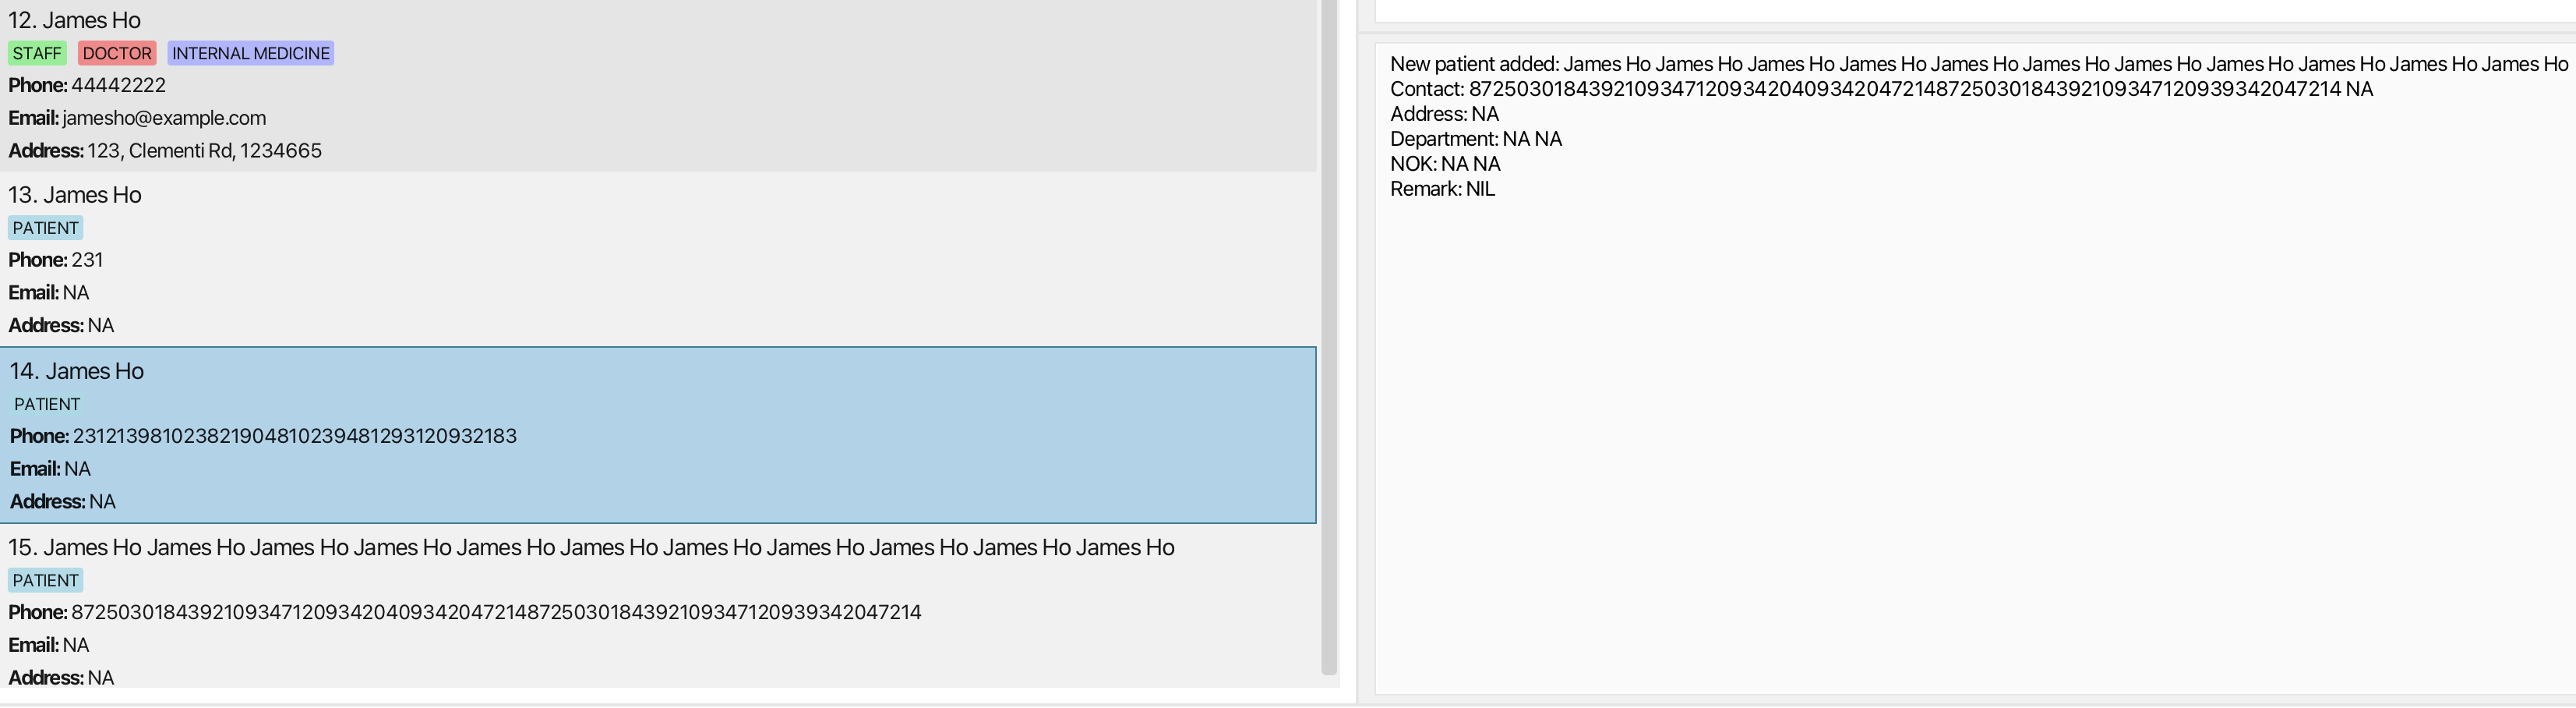 12. James Ho
STAFF DOCTOR INTERNAL MEDICINE
Phone: 44442222
Email: jamesho@example.com
Address: 123, Clementi Rd, 1234665
13. James Ho
PATIENT
Phone: 231
Email: NA
Address: NA
14. James Ho
PATIENT
Phone: 231213981023821904810239481293120932183
Email: NA
Address: NA
15. James Ho James Ho James Ho James Ho James Ho James Ho James Ho James Ho James Ho James Ho James Ho
PATIENT
Phone: 872503018439210934712093420409342047214872503018439210934712093934​2047214
Email: NA
Address: NA
New patient added: James Ho James Ho James Ho James Ho James Ho James Ho James Ho James Ho James Ho James Ho James Ho
Contact: 8725030184392109347120934204093420472148725030184392109347120939342047214 NA
Address: NA
Department: NA NA
NOK: NA NA
Remark: NIL